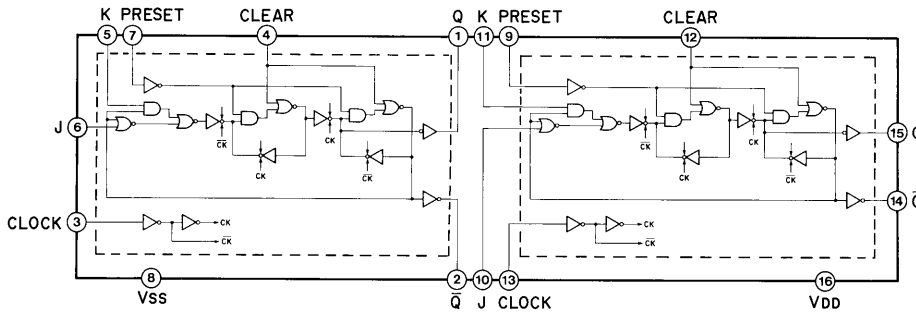 K PRESET CLEAR Q K PRESET CLEAR
5 7 4 1 11 9 12
J 6
CK CK
CK CK
CK CK
CK CK
15
14
CLOCK 3
CK CK
CK CK
8 2 10 13 16
VSS Q̅ J CLOCK VDD